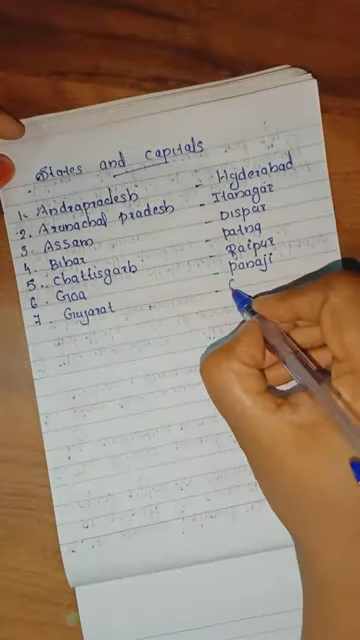 States and Capitals
1. Andrapradesh - Hyderabad
2. Arunachal pradesh - Itanagar
3. Assam - Dispur
4. Bihar - patna
5. Chattisgarh - Raipur
6. Goa - panaji
7. Gujarat - G